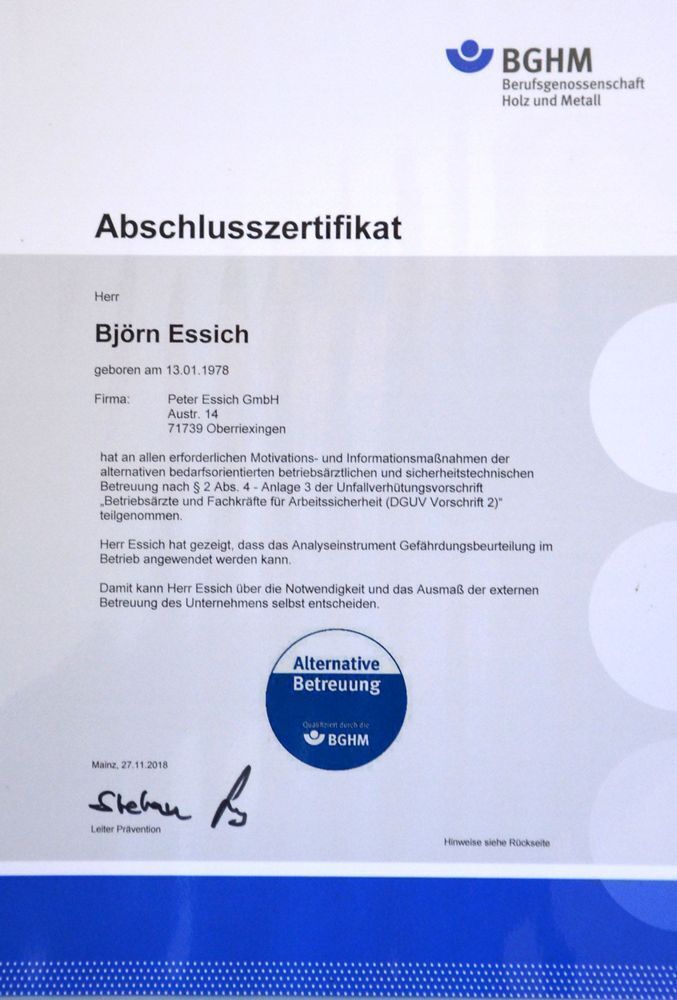 BGHM
Berufsgenossenschaft
Holz und Metall
Abschlusszertifikat
Herr
Björn Essich
geboren am 13.01.1978
Firma: Peter Essich GmbH
Austr. 14
71739 Oberriexingen
hat an allen erforderlichen Motivations- und Informationsmaßnahmen der
alternativen bedarfsorientierten betriebsärztlichen und sicherheitstechnischen
Betreuung nach § 2 Abs. 4 - Anlage 3 der Unfallverhütungsvorschrift
„Betriebsärzte und Fachkräfte für Arbeitssicherheit (DGUV Vorschrift 2)"
teilgenommen.
Herr Essich hat gezeigt, dass das Analyseinstrument Gefährdungsbeurteilung im
Betrieb angewendet werden kann.
Damit kann Herr Essich über die Notwendigkeit und das Ausmaß der externen
Betreuung des Unternehmens selbst entscheiden.
Alternative
Betreuung
Qualifiziert durch die
BGHM
Mainz, 27.11.2018
Stefan
Leiter Prävention
Hinweise siehe Rückseite